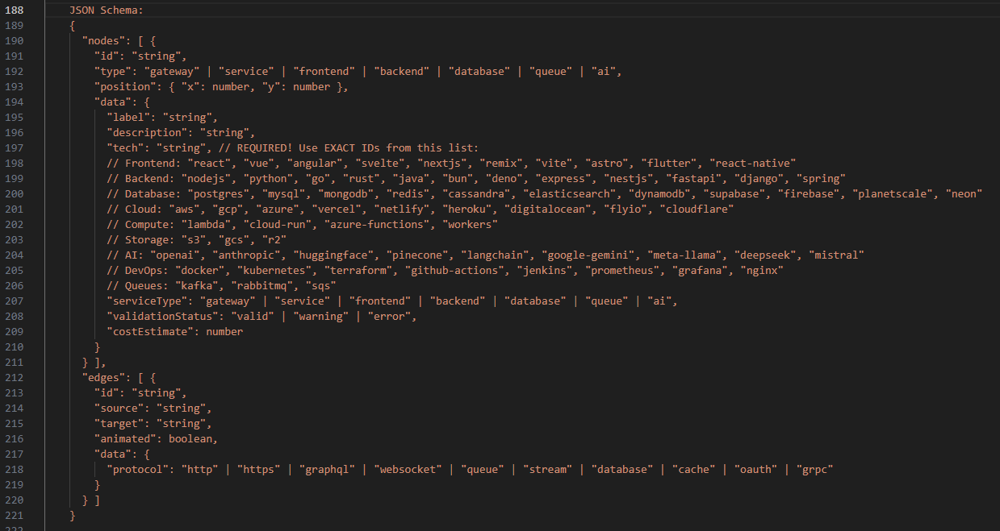 188 JSON Schema:
189 {
190 "nodes": [ {
191 "id": "string",
192 "type": "gateway" | "service" | "frontend" | "backend" | "database" | "queue" | "ai",
193 "position": { "x": number, "y": number },
194 "data": {
195 "label": "string",
196 "description": "string",
197 "tech": "string", // REQUIRED! Use EXACT IDs from this list:
198 // Frontend: "react", "vue", "angular", "svelte", "nextjs", "remix", "vite", "astro", "flutter", "react-native"
199 // Backend: "nodejs", "python", "go", "rust", "java", "bun", "deno", "express", "nestjs", "fastapi", "django", "spring"
200 // Database: "postgres", "mysql", "mongodb", "redis", "cassandra", "elasticsearch", "dynamodb", "supabase", "firebase", "planetscale", "neon"
201 // Cloud: "aws", "gcp", "azure", "vercel", "netlify", "heroku", "digitalocean", "flyio", "cloudflare"
202 // Compute: "lambda", "cloud-run", "azure-functions", "workers"
203 // Storage: "s3", "gcs", "r2"
204 // AI: "openai", "anthropic", "huggingface", "pinecone", "langchain", "google-gemini", "meta-llama", "deepseek", "mistral"
205 // DevOps: "docker", "kubernetes", "terraform", "github-actions", "jenkins", "prometheus", "grafana", "nginx"
206 // Queues: "kafka", "rabbitmq", "sqs"
207 "serviceType": "gateway" | "service" | "frontend" | "backend" | "database" | "queue" | "ai",
208 "validationStatus": "valid" | "warning" | "error",
209 "costEstimate": number
210 }
211 } ],
212 "edges": [ {
213 "id": "string",
214 "source": "string",
215 "target": "string",
216 "animated": boolean,
217 "data": {
218 "protocol": "http" | "https" | "graphql" | "websocket" | "queue" | "stream" | "database" | "cache" | "oauth" | "grpc"
219 }
220 } ]
221 }
222